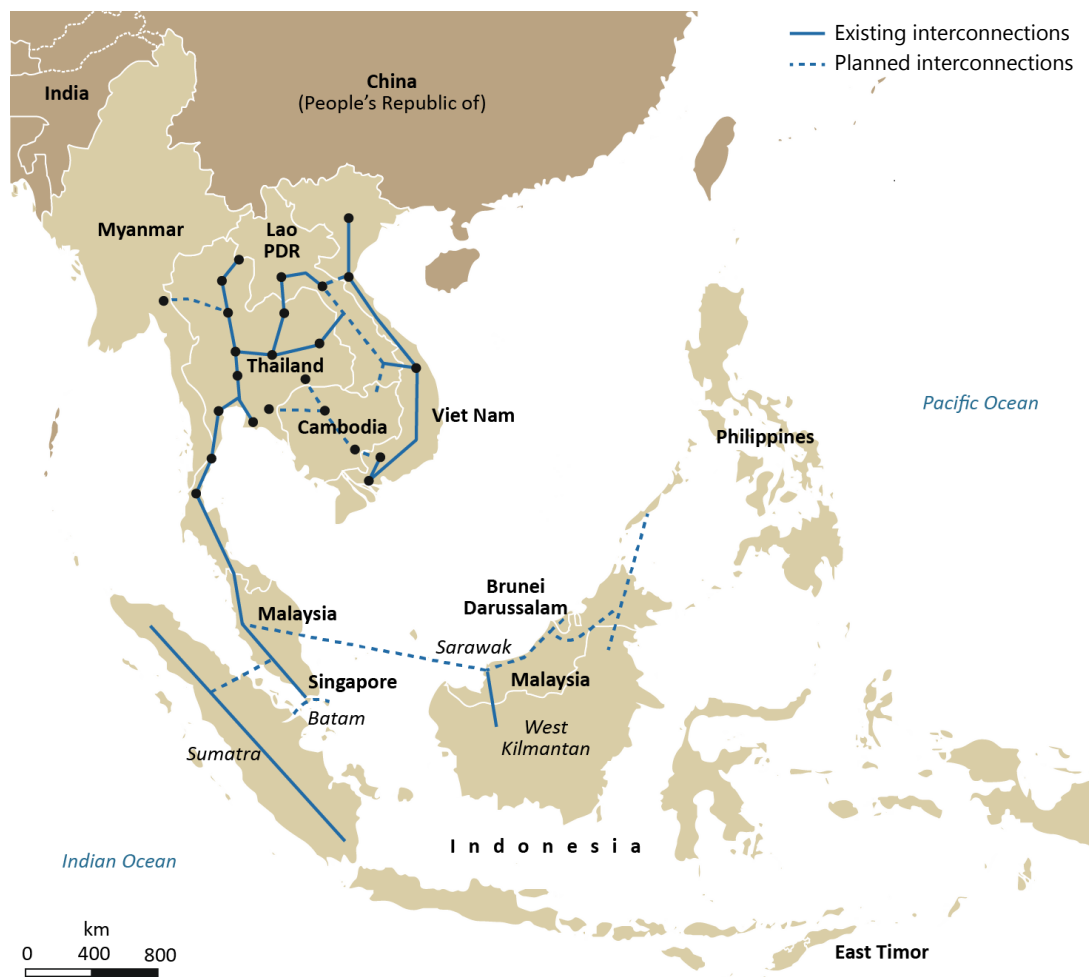 Existing interconnections
Planned interconnections
China
(People's Republic of)
India
Myanmar
Lao
PDR
Thailand
Cambodia
Viet Nam
Pacific Ocean
Philippines
Brunei
Darussalam
Malaysia
Sarawak
Malaysia
Singapore
Batam
West
Kilmantan
Sumatra
Indonesia
Indian Ocean
km
0 400 800
East Timor